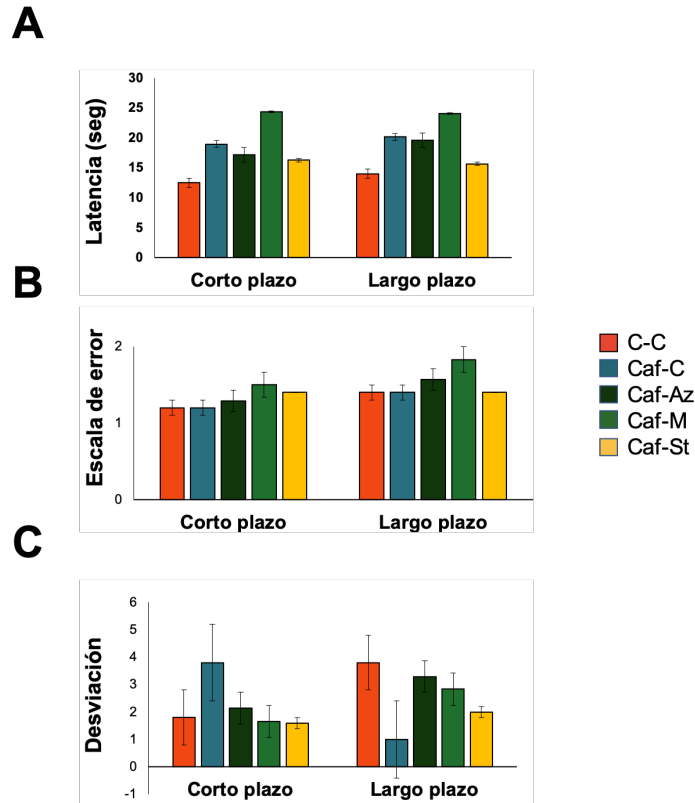 A
Latencia (seg)
30
25
20
15
10
5
0
Corto plazo Largo plazo
B
Escala de error
2
1
0
Corto plazo Largo plazo
C-C
Caf-C
Caf-Az
Caf-M
Caf-St
C
Desviación
6
5
4
3
2
1
0
-1
Corto plazo Largo plazo